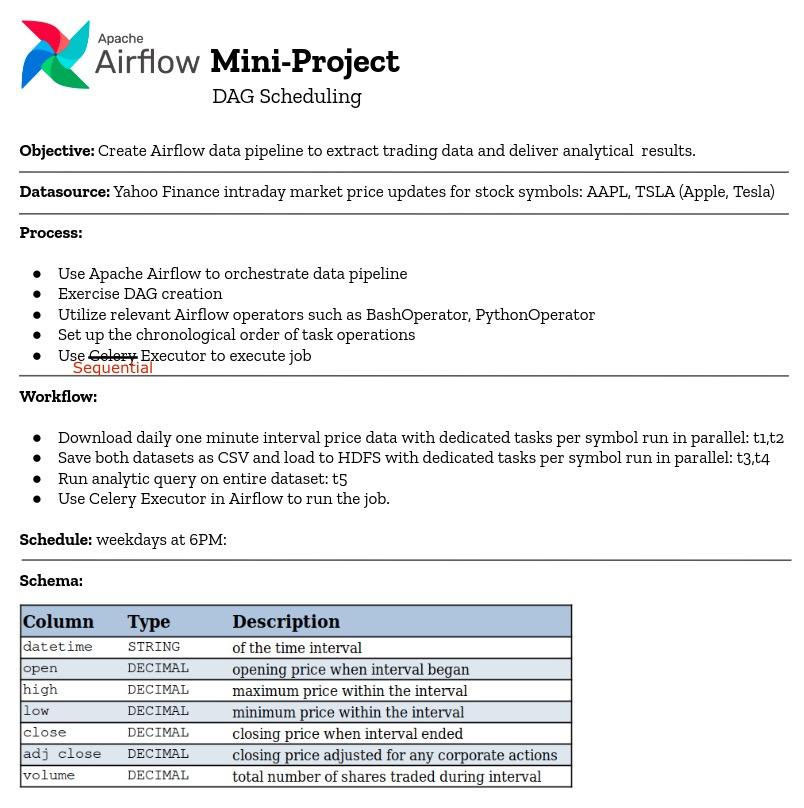 Apache
Airflow Mini-Project
DAG Scheduling
Objective: Create Airflow data pipeline to extract trading data and deliver analytical  results.
Datasource: Yahoo Finance intraday market price updates for stock symbols: AAPL, TSLA (Apple, Tesla)
Process:
● Use Apache Airflow to orchestrate data pipeline
● Exercise DAG creation
● Utilize relevant Airflow operators such as BashOperator, PythonOperator
● Set up the chronological order of task operations
● Use Celery Executor to execute job
Sequential
Workflow:
● Download daily one minute interval price data with dedicated tasks per symbol run in parallel: t1,t2
● Save both datasets as CSV and load to HDFS with dedicated tasks per symbol run in parallel: t3,t4
● Run analytic query on entire dataset: t5
● Use Celery Executor in Airflow to run the job.
Schedule: weekdays at 6PM:
Schema:
Column Type Description
datetime STRING of the time interval
open DECIMAL opening price when interval began
high DECIMAL maximum price within the interval
low DECIMAL minimum price within the interval
close DECIMAL closing price when interval ended
adj close DECIMAL closing price adjusted for any corporate actions
volume DECIMAL total number of shares traded during interval